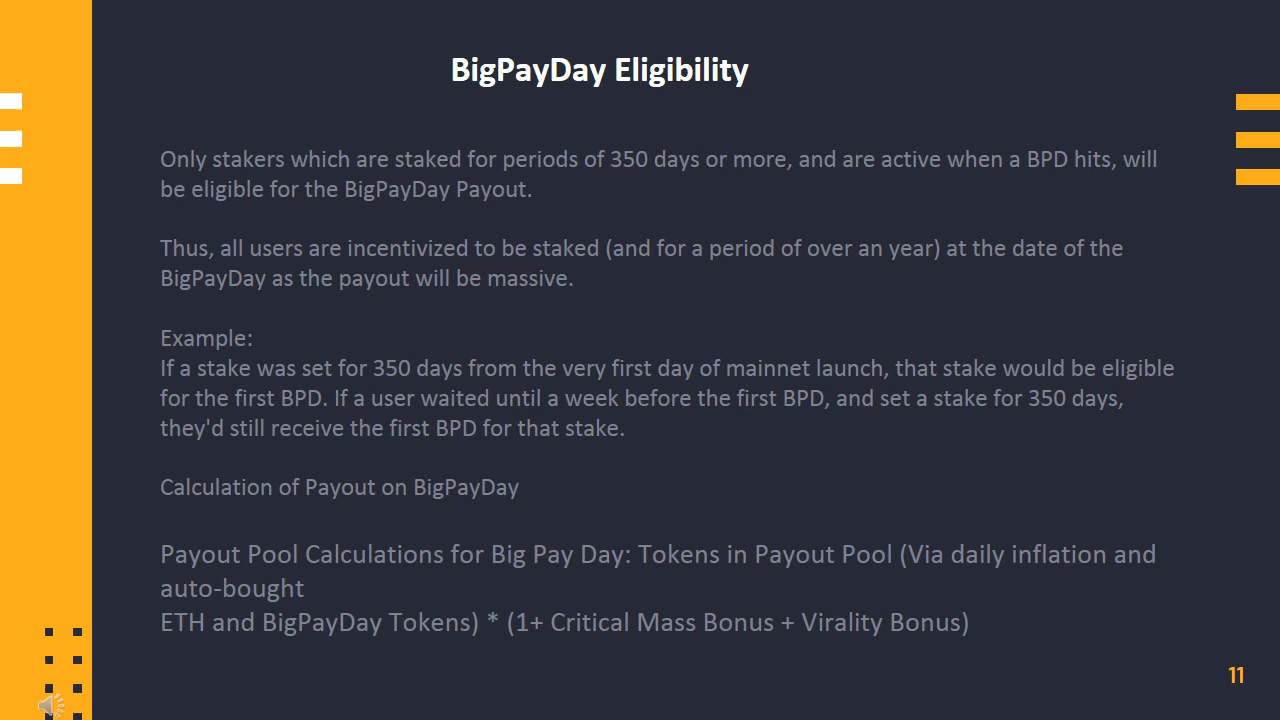 BigPayDay Eligibility
Only stakers which are staked for periods of 350 days or more, and are active when a BPD hits, will
be eligible for the BigPayDay Payout.
Thus, all users are incentivized to be staked (and for a period of over an year) at the date of the
BigPayDay as the payout will be massive.
Example:
If a stake was set for 350 days from the very first day of mainnet launch, that stake would be eligible
for the first BPD. If a user waited until a week before the first BPD, and set a stake for 350 days,
they'd still receive the first BPD for that stake.
Calculation of Payout on BigPayDay
Payout Pool Calculations for Big Pay Day: Tokens in Payout Pool (Via daily inflation and
auto-bought
ETH and BigPayDay Tokens) * (1+ Critical Mass Bonus + Virality Bonus)
11